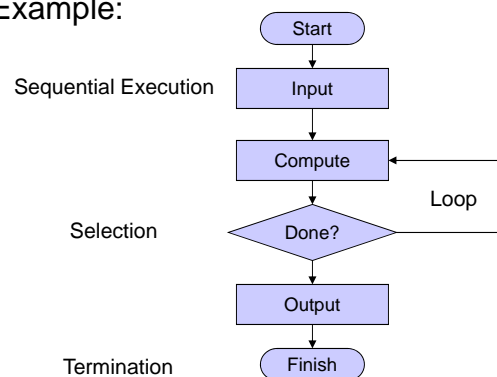 Example:
Start
Sequential Execution
Input
Compute
Loop
Selection
Done?
Output
Termination
Finish